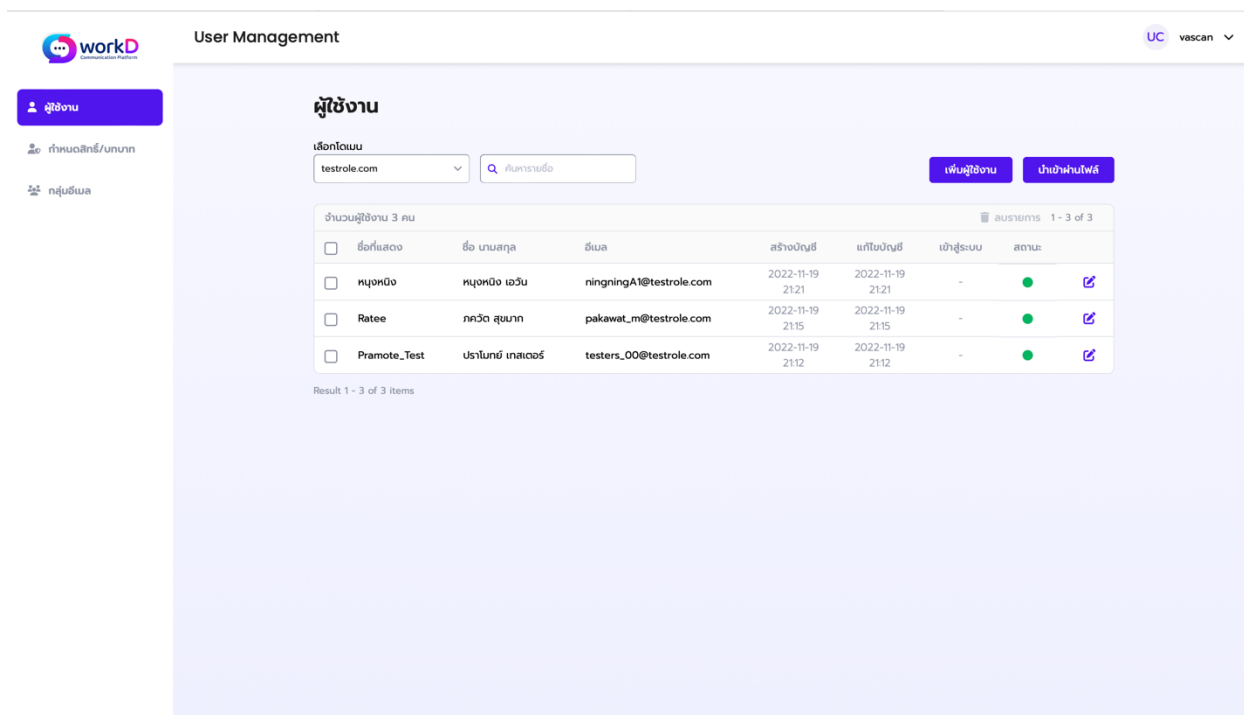 workD
Communication Platform
User Management
UC vascan
ผู้ใช้งาน
กำหนดสิทธิ์/บทบาท
กลุ่มอีเมล
ผู้ใช้งาน
เลือกโดเมน
testrole.com
ค้นหารายชื่อ
เพิ่มผู้ใช้งาน
นำเข้าผ่านไฟล์
จำนวนผู้ใช้งาน 3 คน
ลบรายการ 1 - 3 of 3
ชื่อที่แสดง ชื่อ นามสกุล อีเมล สร้างบัญชี แก้ไขบัญชี เข้าสู่ระบบ สถานะ
หนุงหนิง หนุงหนิง เอวัน ningningA1@testrole.com 2022-11-19 21:21 2022-11-19 21:21 -
Ratee ภควัต สุขมาก pakawat_m@testrole.com 2022-11-19 21:15 2022-11-19 21:15 -
Pramote_Test ปราโมทย์ เทสเตอร์ testers_00@testrole.com 2022-11-19 21:12 2022-11-19 21:12 -
Result 1 - 3 of 3 items